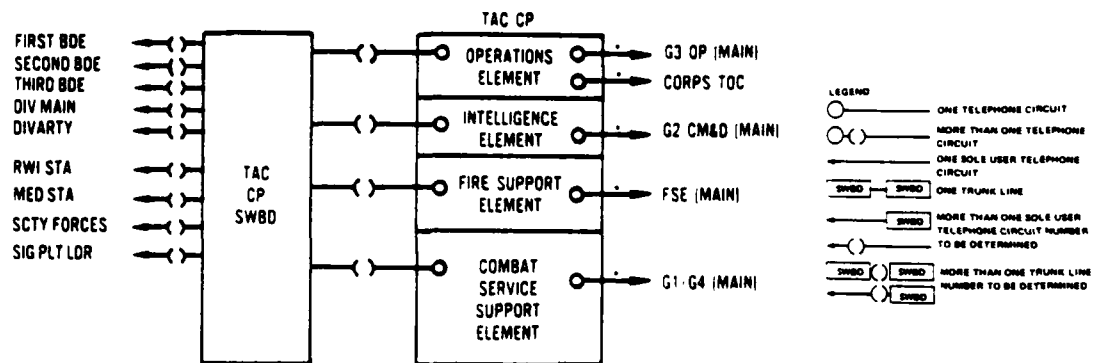 TAC CP
FIRST BDE
SECOND BDE
THIRD BDE
DIV MAIN
DIVARTY
RWI STA
MED STA
SCTY FORCES
SIG PLT LDR
TAC
CP
SWBD
OPERATIONS
ELEMENT
INTELLIGENCE
ELEMENT
FIRE SUPPORT
ELEMENT
COMBAT
SERVICE
SUPPORT
ELEMENT
G3 OP (MAIN)
CORPS TOC
G2 CM&D (MAIN)
FSE (MAIN)
G1/G4 (MAIN)
LEGEND
ONE TELEPHONE CIRCUIT
MORE THAN ONE TELEPHONE
CIRCUIT
ONE SOLE USER TELEPHONE
CIRCUIT
SWBD SWBD ONE TRUNK LINE
SWBD MORE THAN ONE SOLE USER
TELEPHONE CIRCUIT NUMBER
TO BE DETERMINED
SWBD SWBD MORE THAN ONE TRUNK LINE
SWBD NUMBER TO BE DETERMINED